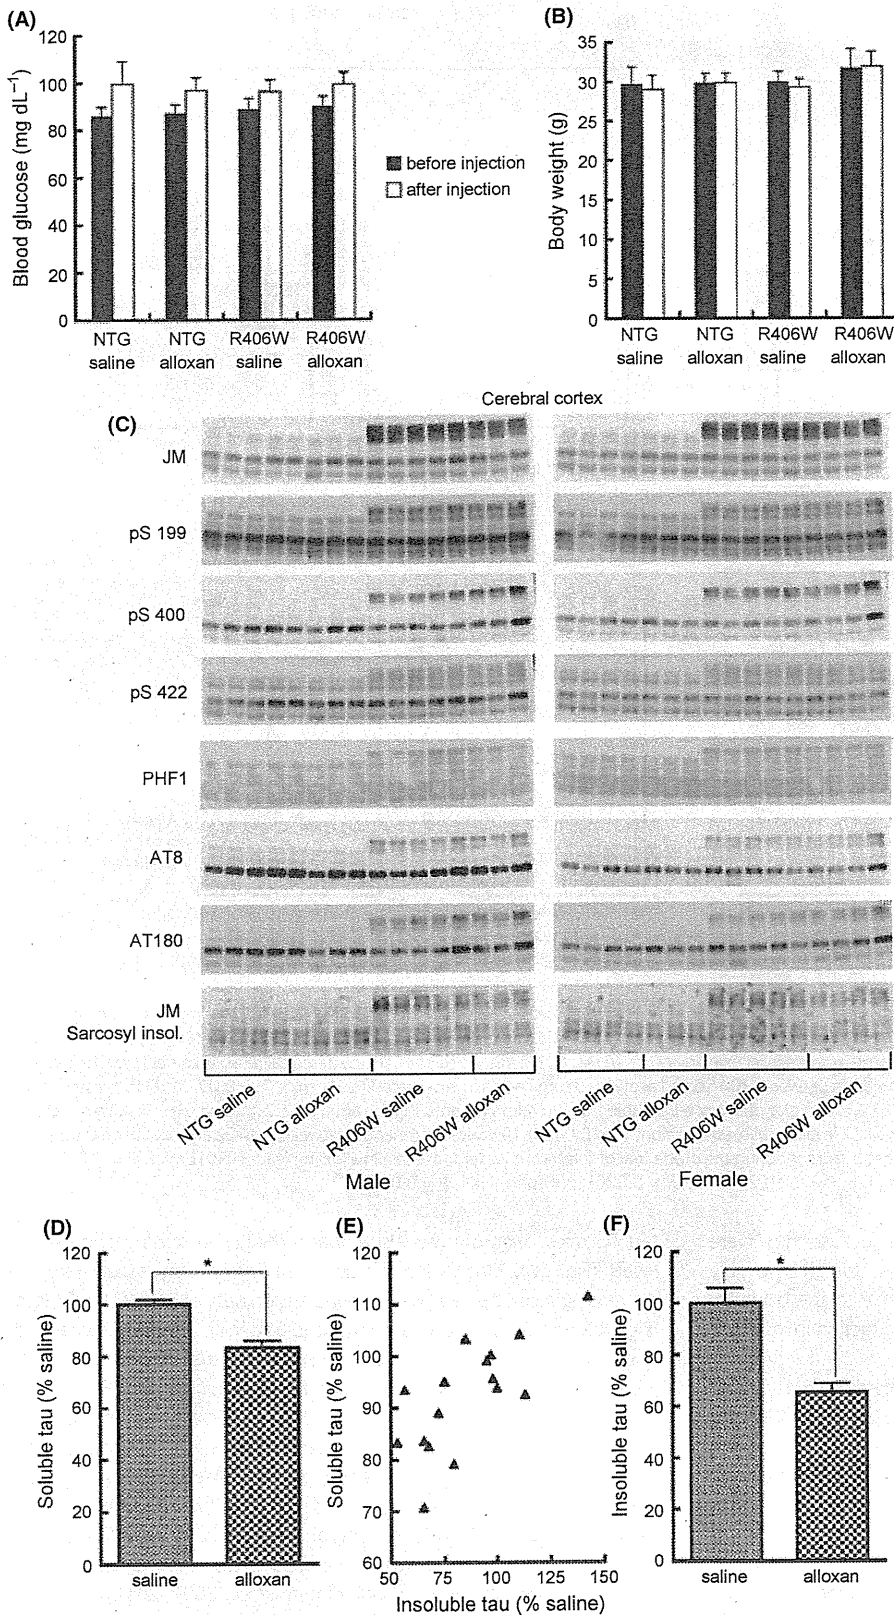 (A)
120
100
80
60
40
20
0
Blood glucose (mg dL⁻¹)
NTG saline
NTG alloxan
R406W saline
R406W alloxan
before injection
after injection
(B)
35
30
25
20
15
10
5
0
Body weight (g)
NTG saline
NTG alloxan
R406W saline
R406W alloxan
Cerebral cortex
(C)
JM
pS 199
pS 400
pS 422
PHF1
AT8
AT180
JM
Sarcosyl insol.
NTG saline
NTG alloxan
R406W saline
R406W alloxan
NTG saline
NTG alloxan
R406W saline
R406W alloxan
Male
Female
(D)
120
100
80
60
40
20
0
Soluble tau (% saline)
*
saline
alloxan
(E)
120
110
100
90
80
70
60
Soluble tau (% saline)
50 75 100 125 150
Insoluble tau (% saline)
(F)
120
100
80
60
40
20
0
Insoluble tau (% saline)
*
saline
alloxan